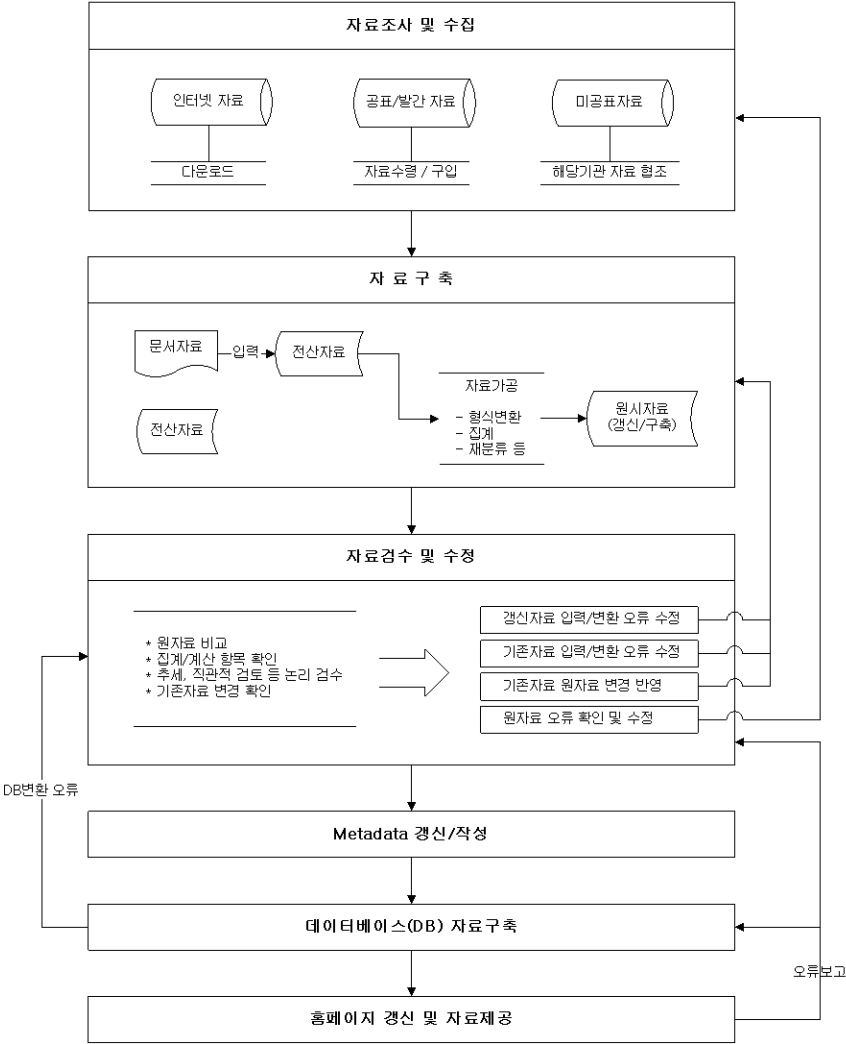 자료조사 및 수집
인터넷 자료
공표/발간 자료
미공표자료
다운로드
자료수령 / 구입
해당기관 자료 협조
자 료 구 축
문서자료
입력
전산자료
전산자료
자료가공
- 형식변환
- 집계
- 재분류 등
원시자료
(갱신/구축)
자료검수 및 수정
* 원자료 비교
* 집계/계산 항목 확인
* 추세, 직관적 검토 등 논리 검수
* 기존자료 변경 확인
갱신자료 입력/변환 오류 수정
기존자료 입력/변환 오류 수정
기존자료 원자료 변경 반영
원자료 오류 확인 및 수정
DB변환 오류
Metadata 갱신/작성
데이터베이스(DB) 자료구축
오류보고
홈페이지 갱신 및 자료제공